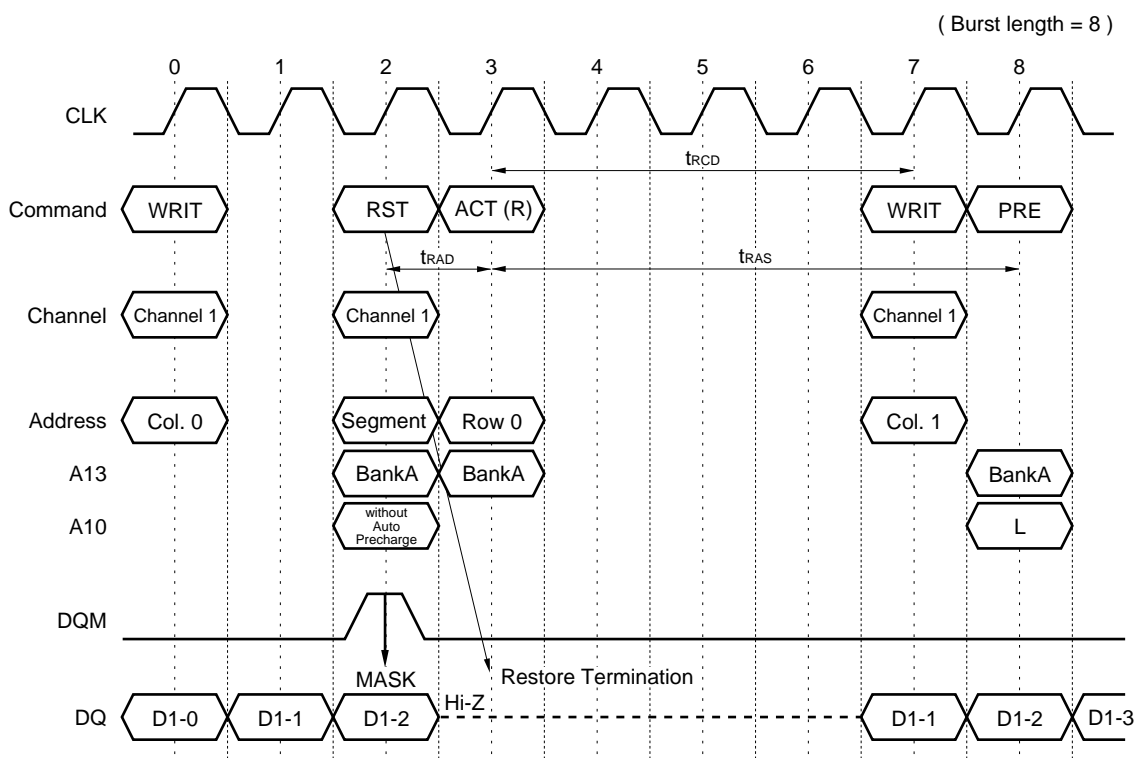 ( Burst length = 8 )
0 1 2 3 4 5 6 7 8
CLK
tRCD
Command WRIT RST ACT (R) WRIT PRE
tRAD tRAS
Channel Channel 1 Channel 1 Channel 1
Address Col. 0 Segment Row 0 Col. 1
A13 BankA BankA BankA
A10 without Auto Precharge L
DQM
MASK Restore Termination
Hi-Z
DQ D1-0 D1-1 D1-2 D1-1 D1-2 D1-3